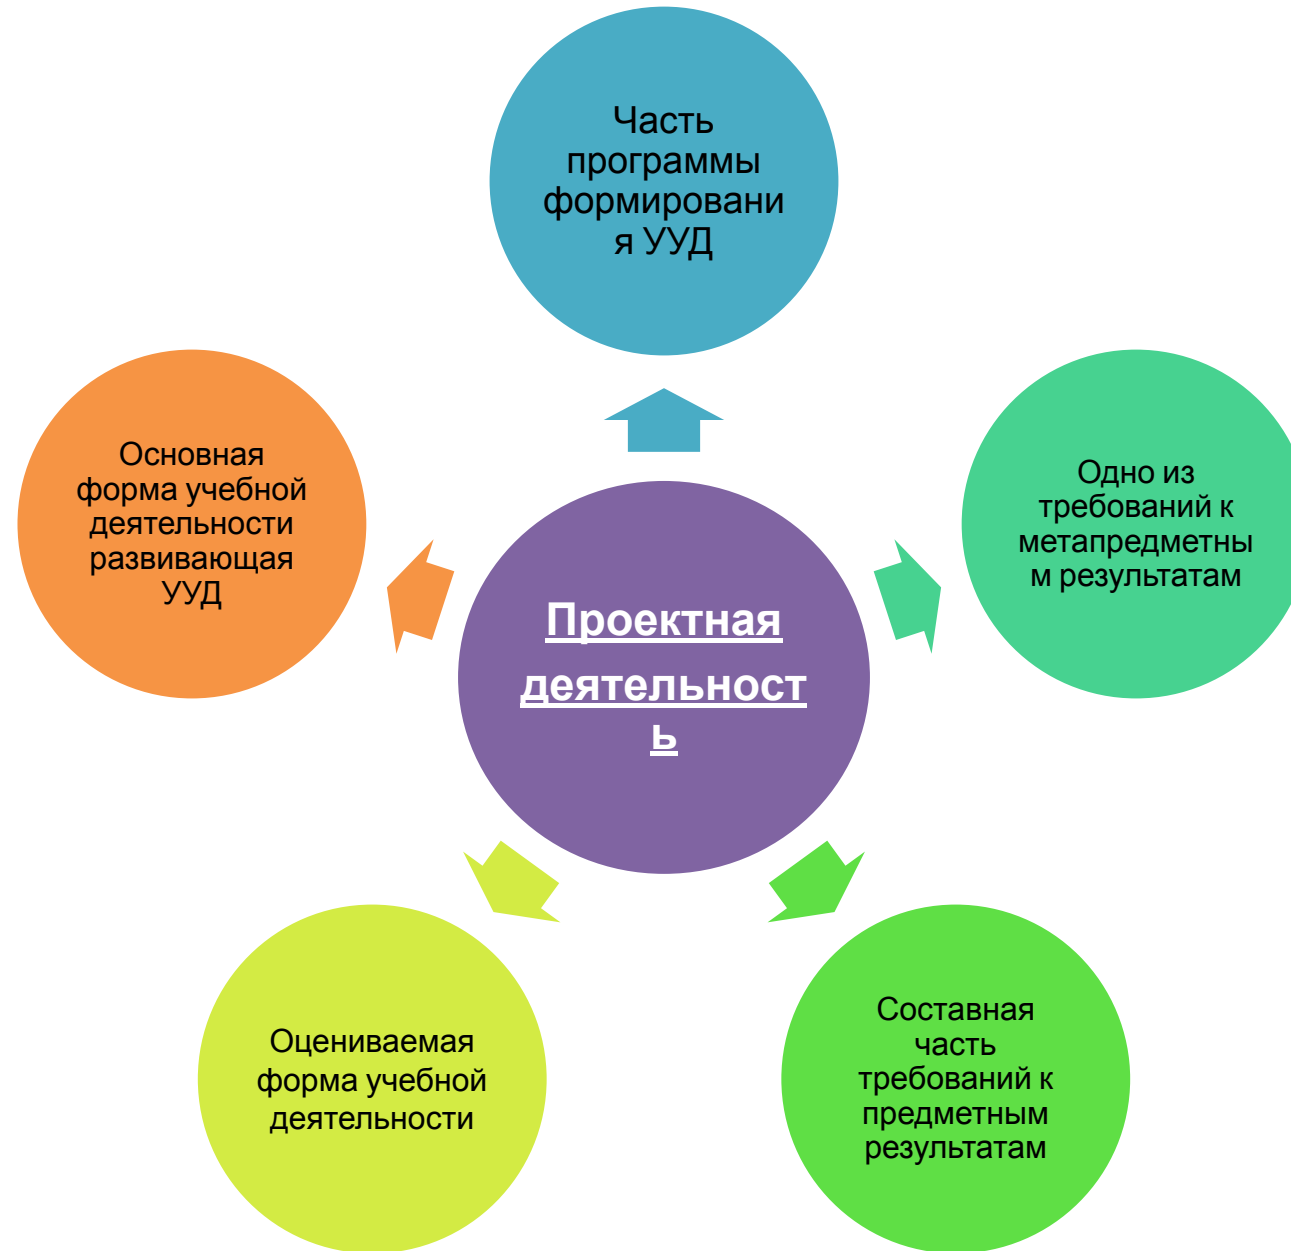 Часть
программы
формировани
я УУД
Основная
форма учебной
деятельности
развивающая
УУД
Одно из
требований к
метапредметны
м результатам
Проектная
деятельност
ь
Оцениваемая
форма учебной
деятельности
Составная
часть
требований к
предметным
результатам